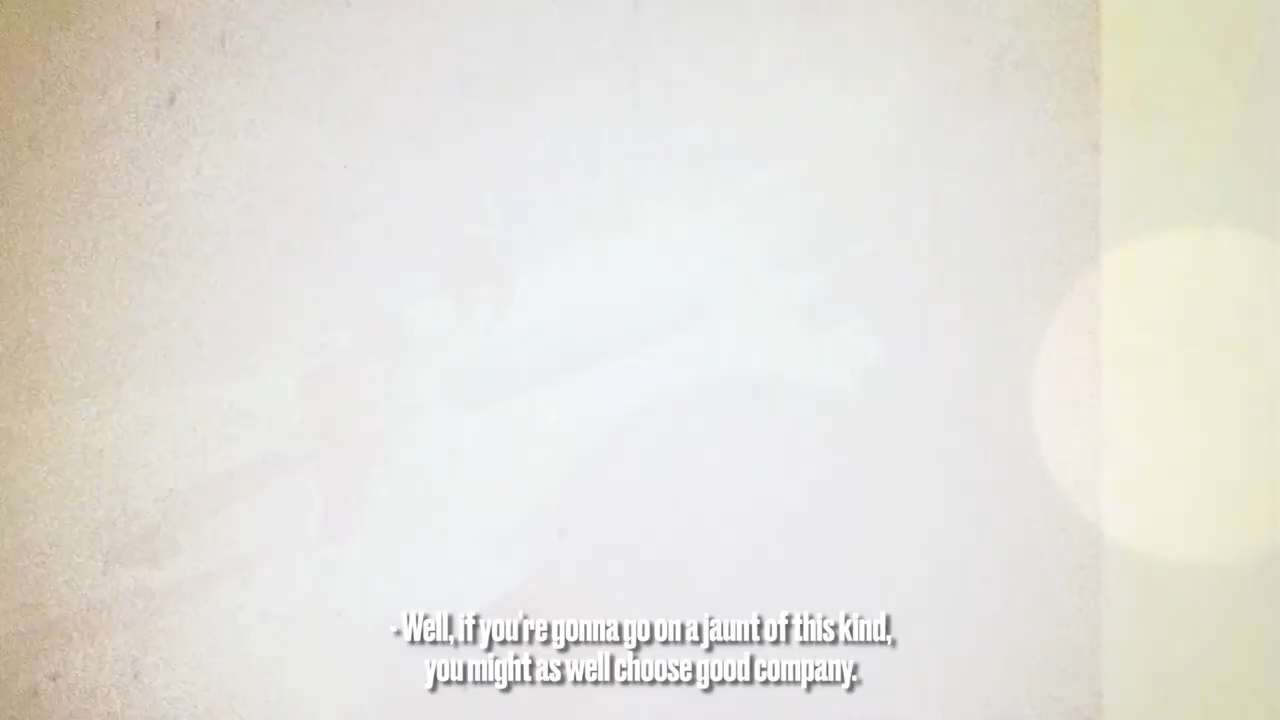 - Well, if you're gonna go on a jaunt of this kind,
you might as well choose good company.